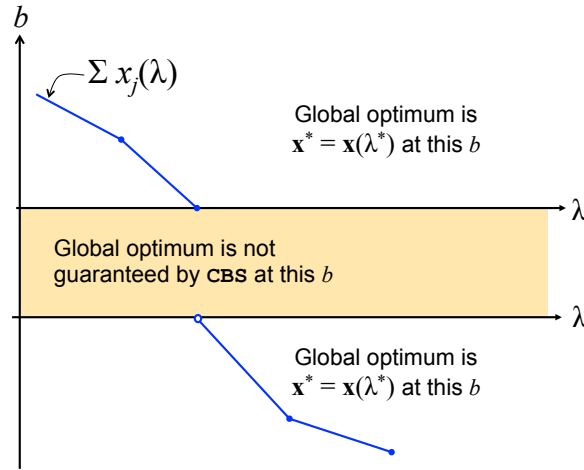 b
Σ xⱼ(λ)
Global optimum is
x* = x(λ*) at this b
λ
Global optimum is not
guaranteed by CBS at this b
λ
Global optimum is
x* = x(λ*) at this b